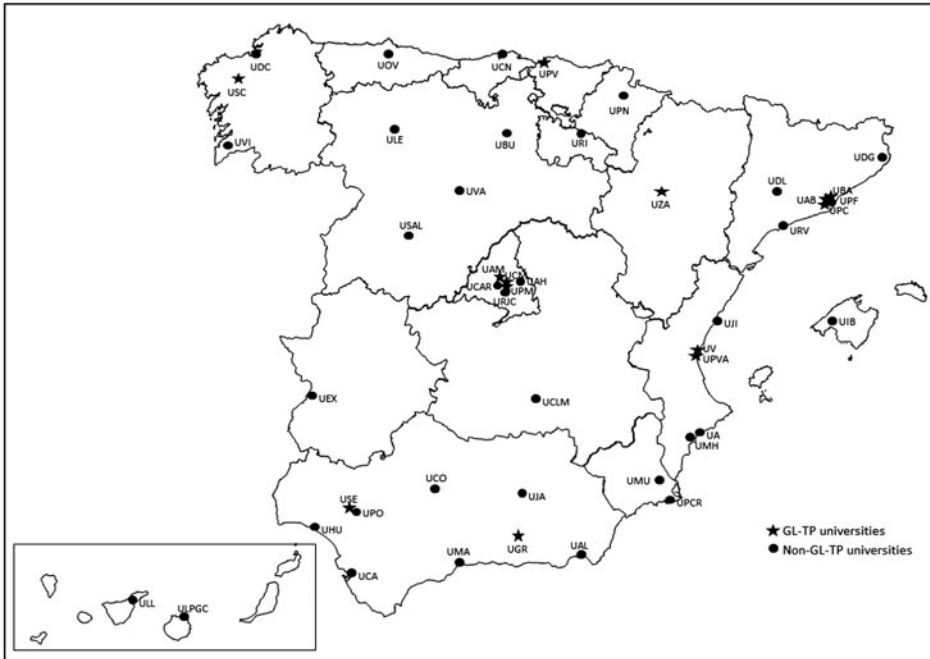 UDC
UOV
UCN
UPV
USC
UPN
ULE
UBU
URI
UVI
UDG
UVA
UZA
UDL
UBA
UAB
UPF
UPC
URV
USAL
UAM
UCM
UAH
UCAR
UPM
URJC
UJI
UIB
UV
UPVA
UEX
UCLM
UA
UMH
UCO
UJA
UMU
UPCR
USE
UPO
UHU
UGR
UMA
UAL
UCA
ULL
ULPGC
GL-TP universities
Non-GL-TP universities